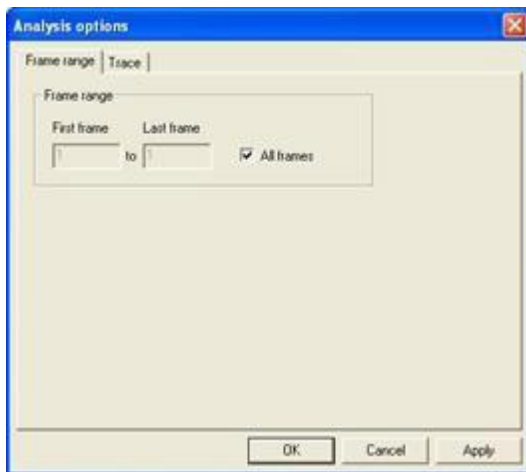 Analysis options
Frame range Trace
Frame range
First frame Last frame
1 to 1 All frames
OK Cancel Apply